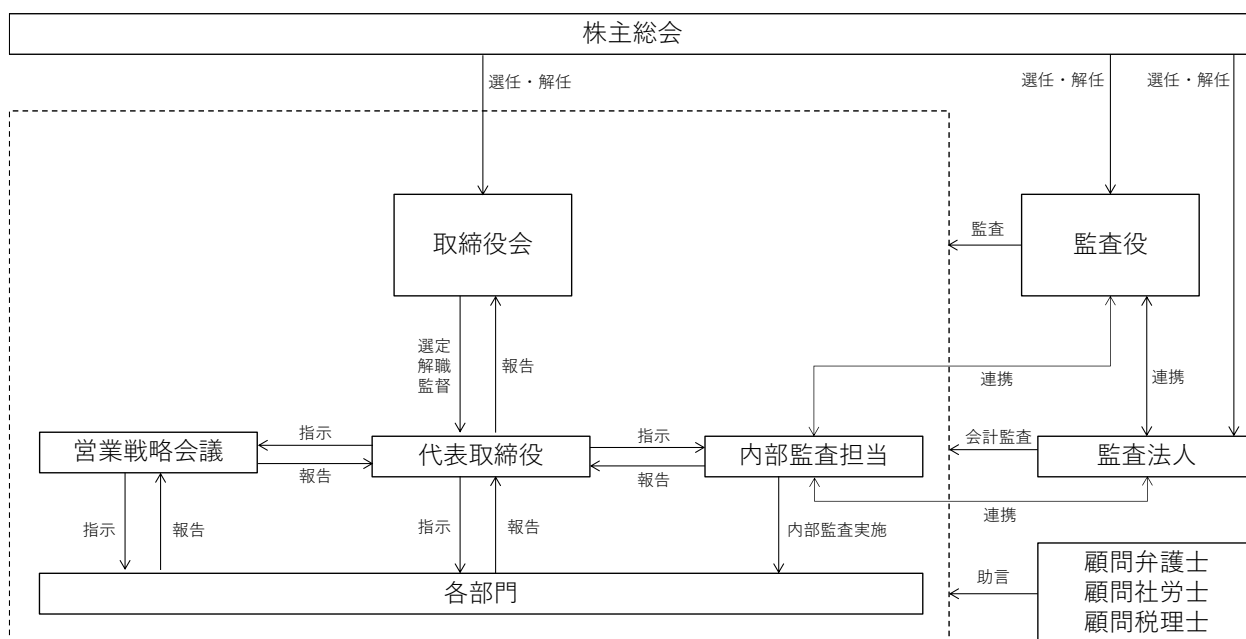 株主総会
選任・解任
選任・解任
選任・解任
取締役会
監査
監査役
選定
解職
監督
報告
連携
連携
営業戦略会議
指示
報告
代表取締役
指示
報告
内部監査担当
会計監査
監査法人
連携
指示
報告
指示
報告
内部監査実施
各部門
助言
顧問弁護士
顧問社労士
顧問税理士